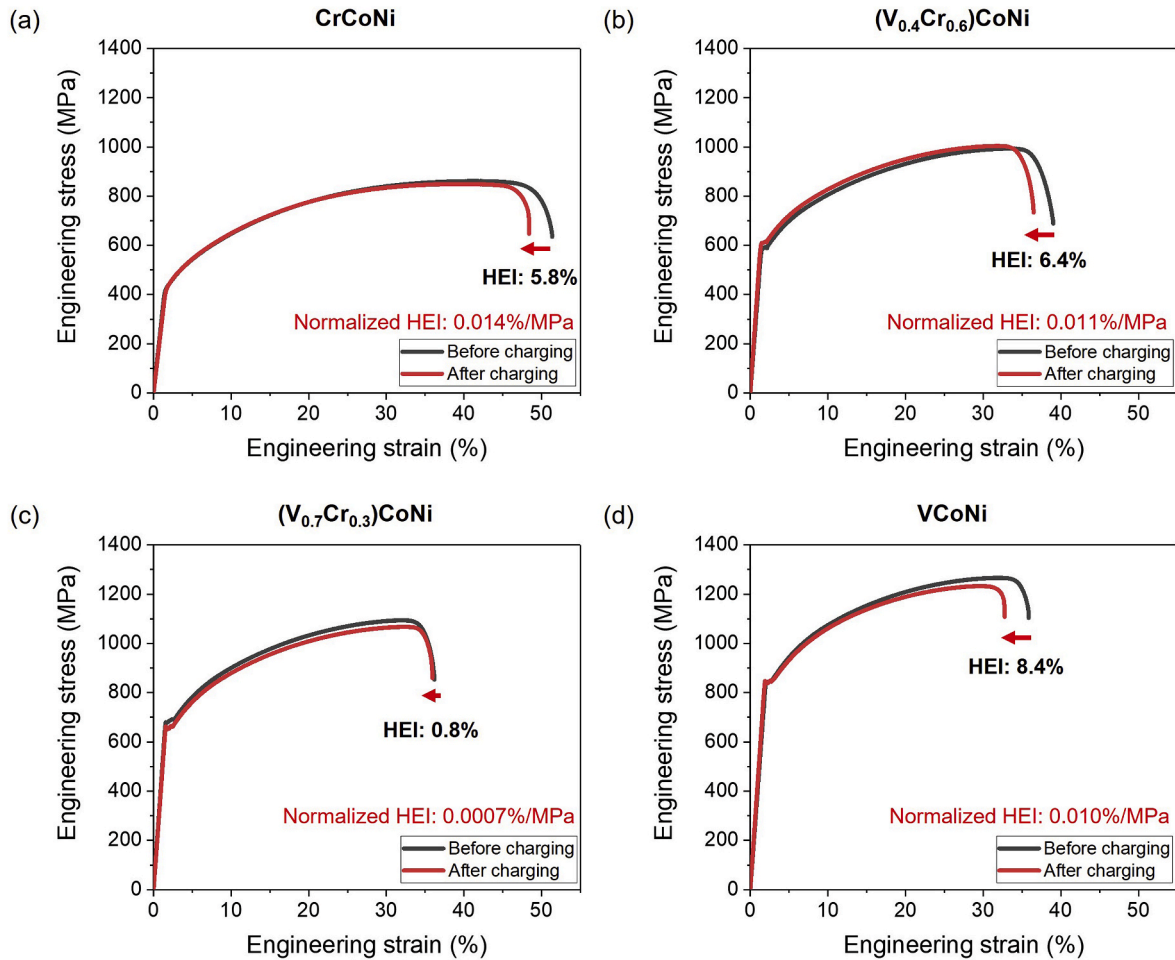 (a)
CrCoNi
1400
1200
1000
800
600
400
200
0
Engineering stress (MPa)
HEI: 5.8%
Normalized HEI: 0.014%/MPa
Before charging
After charging
0 10 20 30 40 50
Engineering strain (%)
(b)
(V₀.₄Cr₀.₆)CoNi
1400
1200
1000
800
600
400
200
0
Engineering stress (MPa)
HEI: 6.4%
Normalized HEI: 0.011%/MPa
Before charging
After charging
0 10 20 30 40 50
Engineering strain (%)
(c)
(V₀.₇Cr₀.₃)CoNi
1400
1200
1000
800
600
400
200
0
Engineering stress (MPa)
HEI: 0.8%
Normalized HEI: 0.0007%/MPa
Before charging
After charging
0 10 20 30 40 50
Engineering strain (%)
(d)
VCoNi
1400
1200
1000
800
600
400
200
0
Engineering stress (MPa)
HEI: 8.4%
Normalized HEI: 0.010%/MPa
Before charging
After charging
0 10 20 30 40 50
Engineering strain (%)